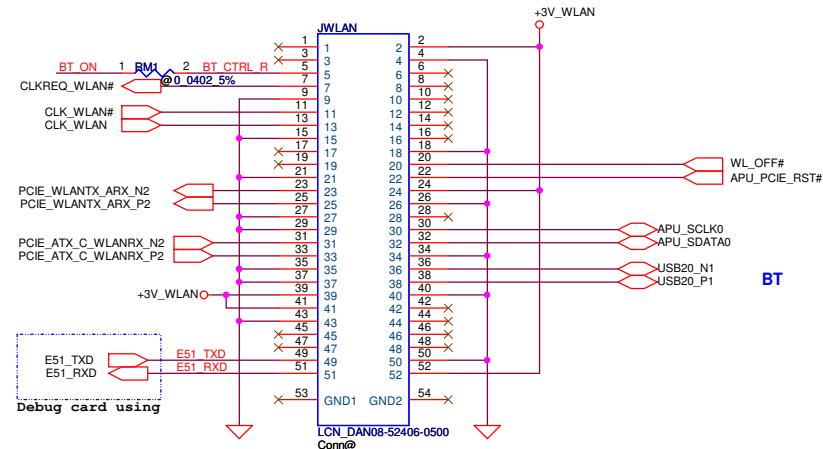 +3V_WLAN
JWLAN
1 1 2 2
3 3 4 4
BT_ON 1 RM1 2 BT_CTRL_R 5 5 6 6
@ 0_0402_5%
CLKREQ_WLAN# 7 7 8 8
9 9 10 10
CLK_WLAN# 11 11 12 12
CLK_WLAN 13 13 14 14
15 15 16 16
17 17 18 18
19 19 20 20 WL_OFF#
21 21 22 22 APU_PCIE_RST#
PCIE_WLANTX_ARX_N2 23 23 24 24
PCIE_WLANTX_ARX_P2 25 25 26 26
27 27 28 28
29 29 30 30 APU_SCLK0
PCIE_ATX_C_WLANRX_N2 31 31 32 32 APU_SDATA0
PCIE_ATX_C_WLANRX_P2 33 33 34 34
35 35 36 36 USB20_N1
37 37 38 38 USB20_P1
BT
+3V_WLAN 39 39 40 40
41 41 42 42
43 43 44 44
45 45 46 46
47 47 48 48
E51_TXD E51_TXD 49 49 50 50
E51_RXD E51_RXD 51 51 52 52
53 GND1 GND2 54
Debug card using
LCN_DAN08-52406-0500
Conn@